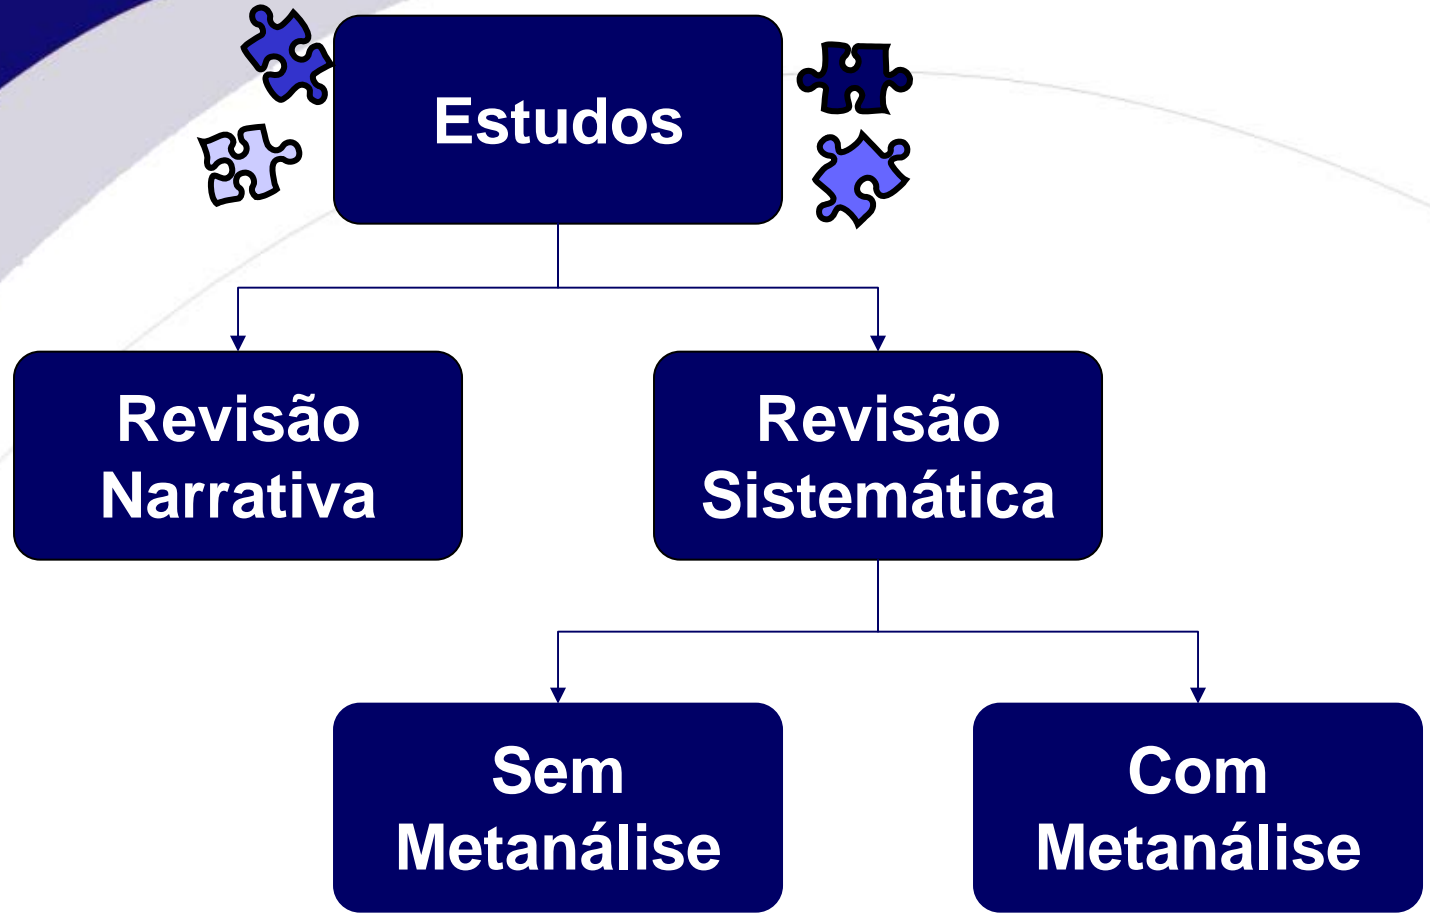 Estudos
Revisão
Narrativa
Revisão
Sistemática
Sem
Metanálise
Com
Metanálise